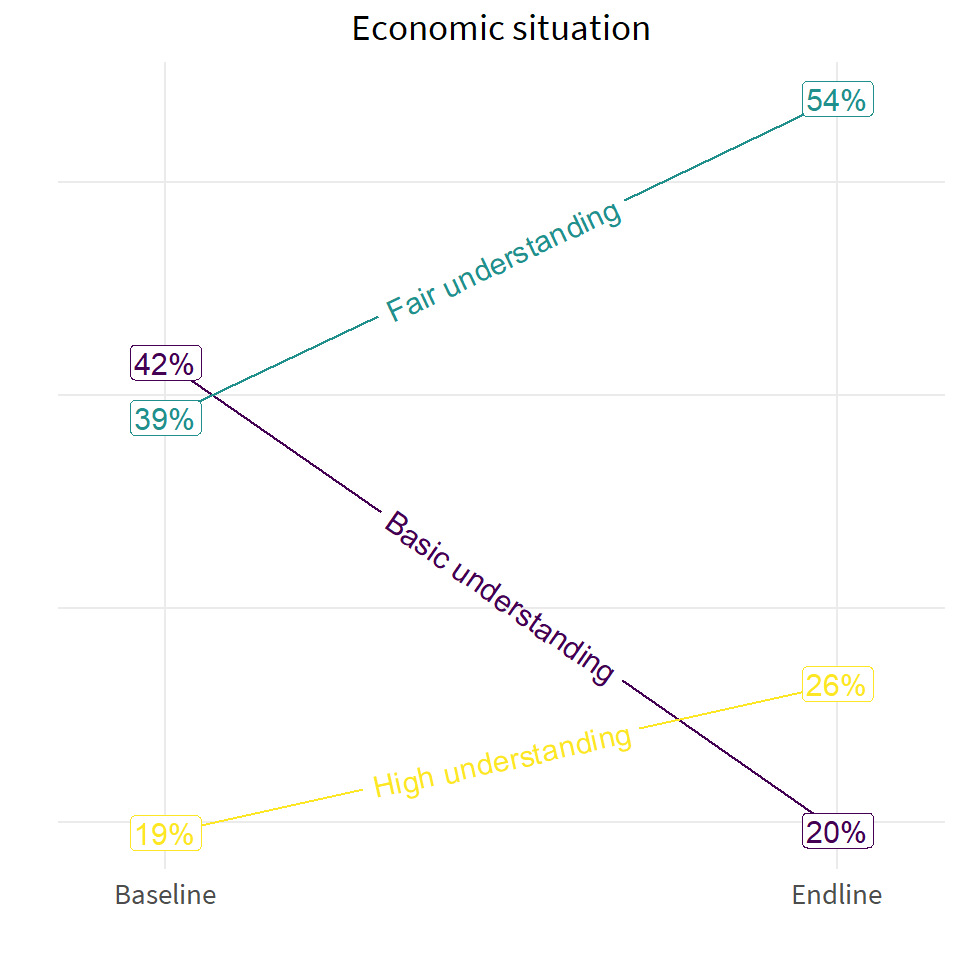 Economic situation
54%
Fair understanding
42%
39%
Basic understanding
26%
High understanding
19%
20%
Baseline
Endline